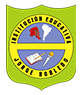 INSTITUCION EDUCATIVA
JORGE ROBLEDO